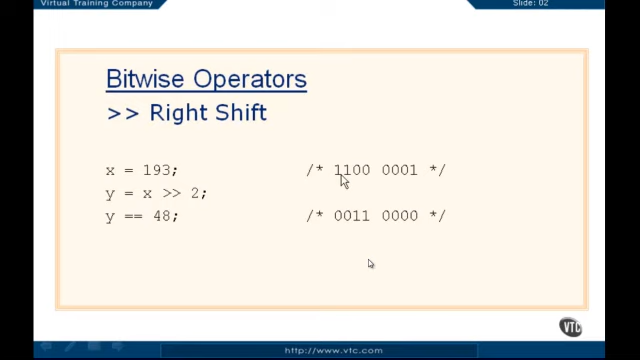 Virtual Training Company
Slide: 02
Bitwise Operators
>> Right Shift
x = 193; /* 1100 0001 */
y = x >> 2;
y == 48; /* 0011 0000 */
VTC
http://www.vtc.com